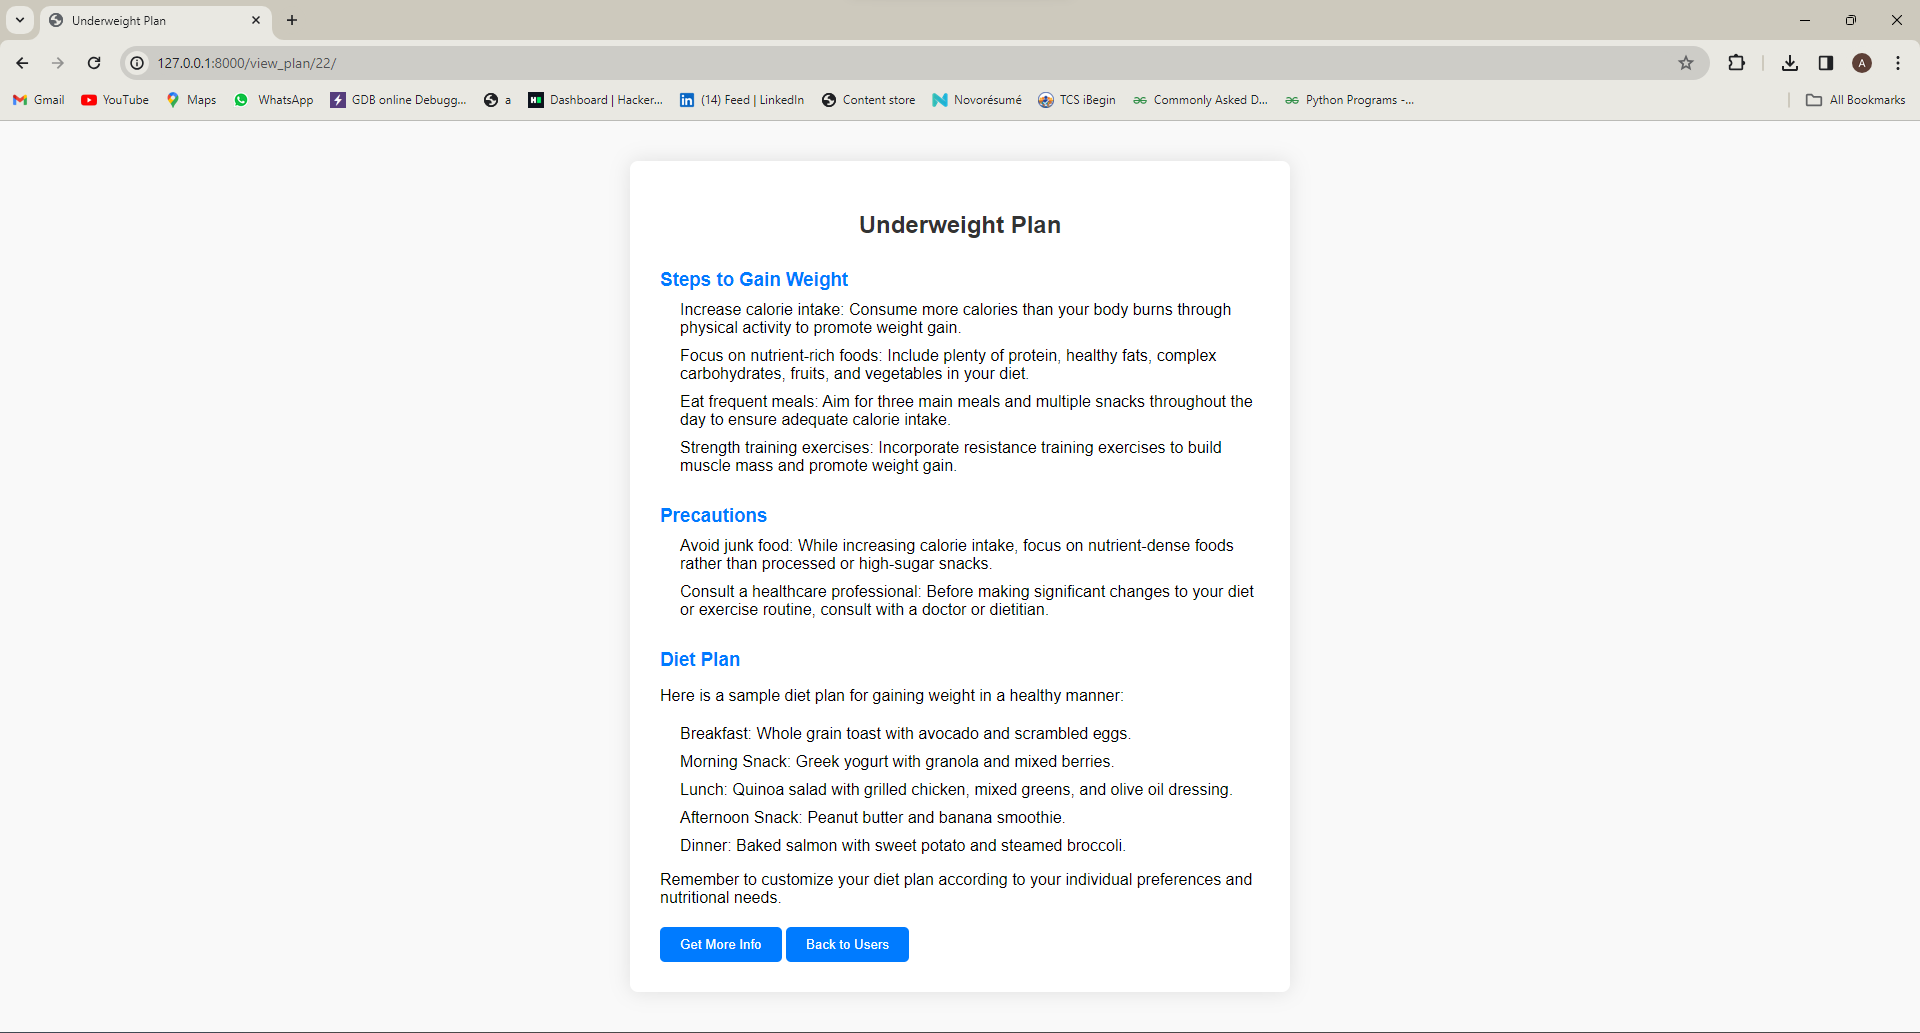 Underweight Plan
127.0.0.1:8000/view_plan/22/
A
Gmail
YouTube
Maps
WhatsApp
GDB online Debugg...
a
Dashboard | Hacker...
(14) Feed | LinkedIn
Content store
Novorésumé
TCS iBegin
Commonly Asked D...
Python Programs -...
All Bookmarks
Underweight Plan
Steps to Gain Weight
Increase calorie intake: Consume more calories than your body burns through
physical activity to promote weight gain.
Focus on nutrient-rich foods: Include plenty of protein, healthy fats, complex
carbohydrates, fruits, and vegetables in your diet.
Eat frequent meals: Aim for three main meals and multiple snacks throughout the
day to ensure adequate calorie intake.
Strength training exercises: Incorporate resistance training exercises to build
muscle mass and promote weight gain.
Precautions
Avoid junk food: While increasing calorie intake, focus on nutrient-dense foods
rather than processed or high-sugar snacks.
Consult a healthcare professional: Before making significant changes to your diet
or exercise routine, consult with a doctor or dietitian.
Diet Plan
Here is a sample diet plan for gaining weight in a healthy manner:
Breakfast: Whole grain toast with avocado and scrambled eggs.
Morning Snack: Greek yogurt with granola and mixed berries.
Lunch: Quinoa salad with grilled chicken, mixed greens, and olive oil dressing.
Afternoon Snack: Peanut butter and banana smoothie.
Dinner: Baked salmon with sweet potato and steamed broccoli.
Remember to customize your diet plan according to your individual preferences and
nutritional needs.
Get More Info
Back to Users